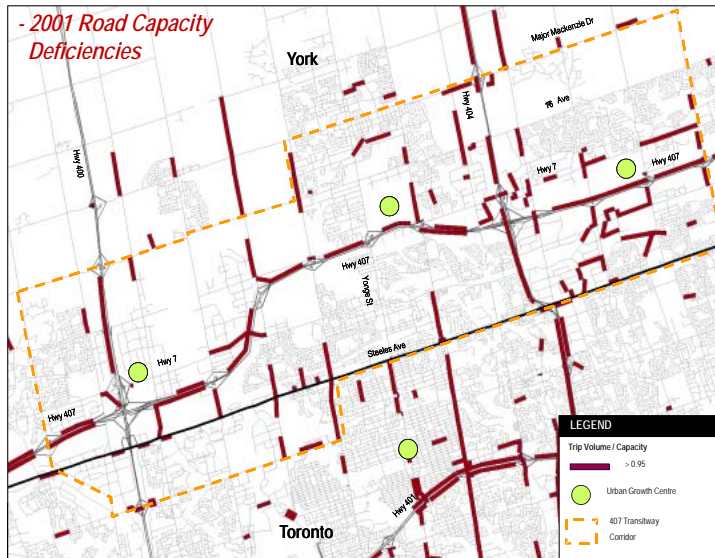 - 2001 Road Capacity
Deficiencies
York
Major Mackenzie Dr
Hwy 404
16 Ave
Hwy 400
Hwy 7
Hwy 407
Hwy 407
Yonge St
Steeles Ave
Hwy 7
Hwy 407
Hwy 401
Toronto
LEGEND
Trip Volume / Capacity
> 0.95
Urban Growth Centre
407 Transitway
Corridor